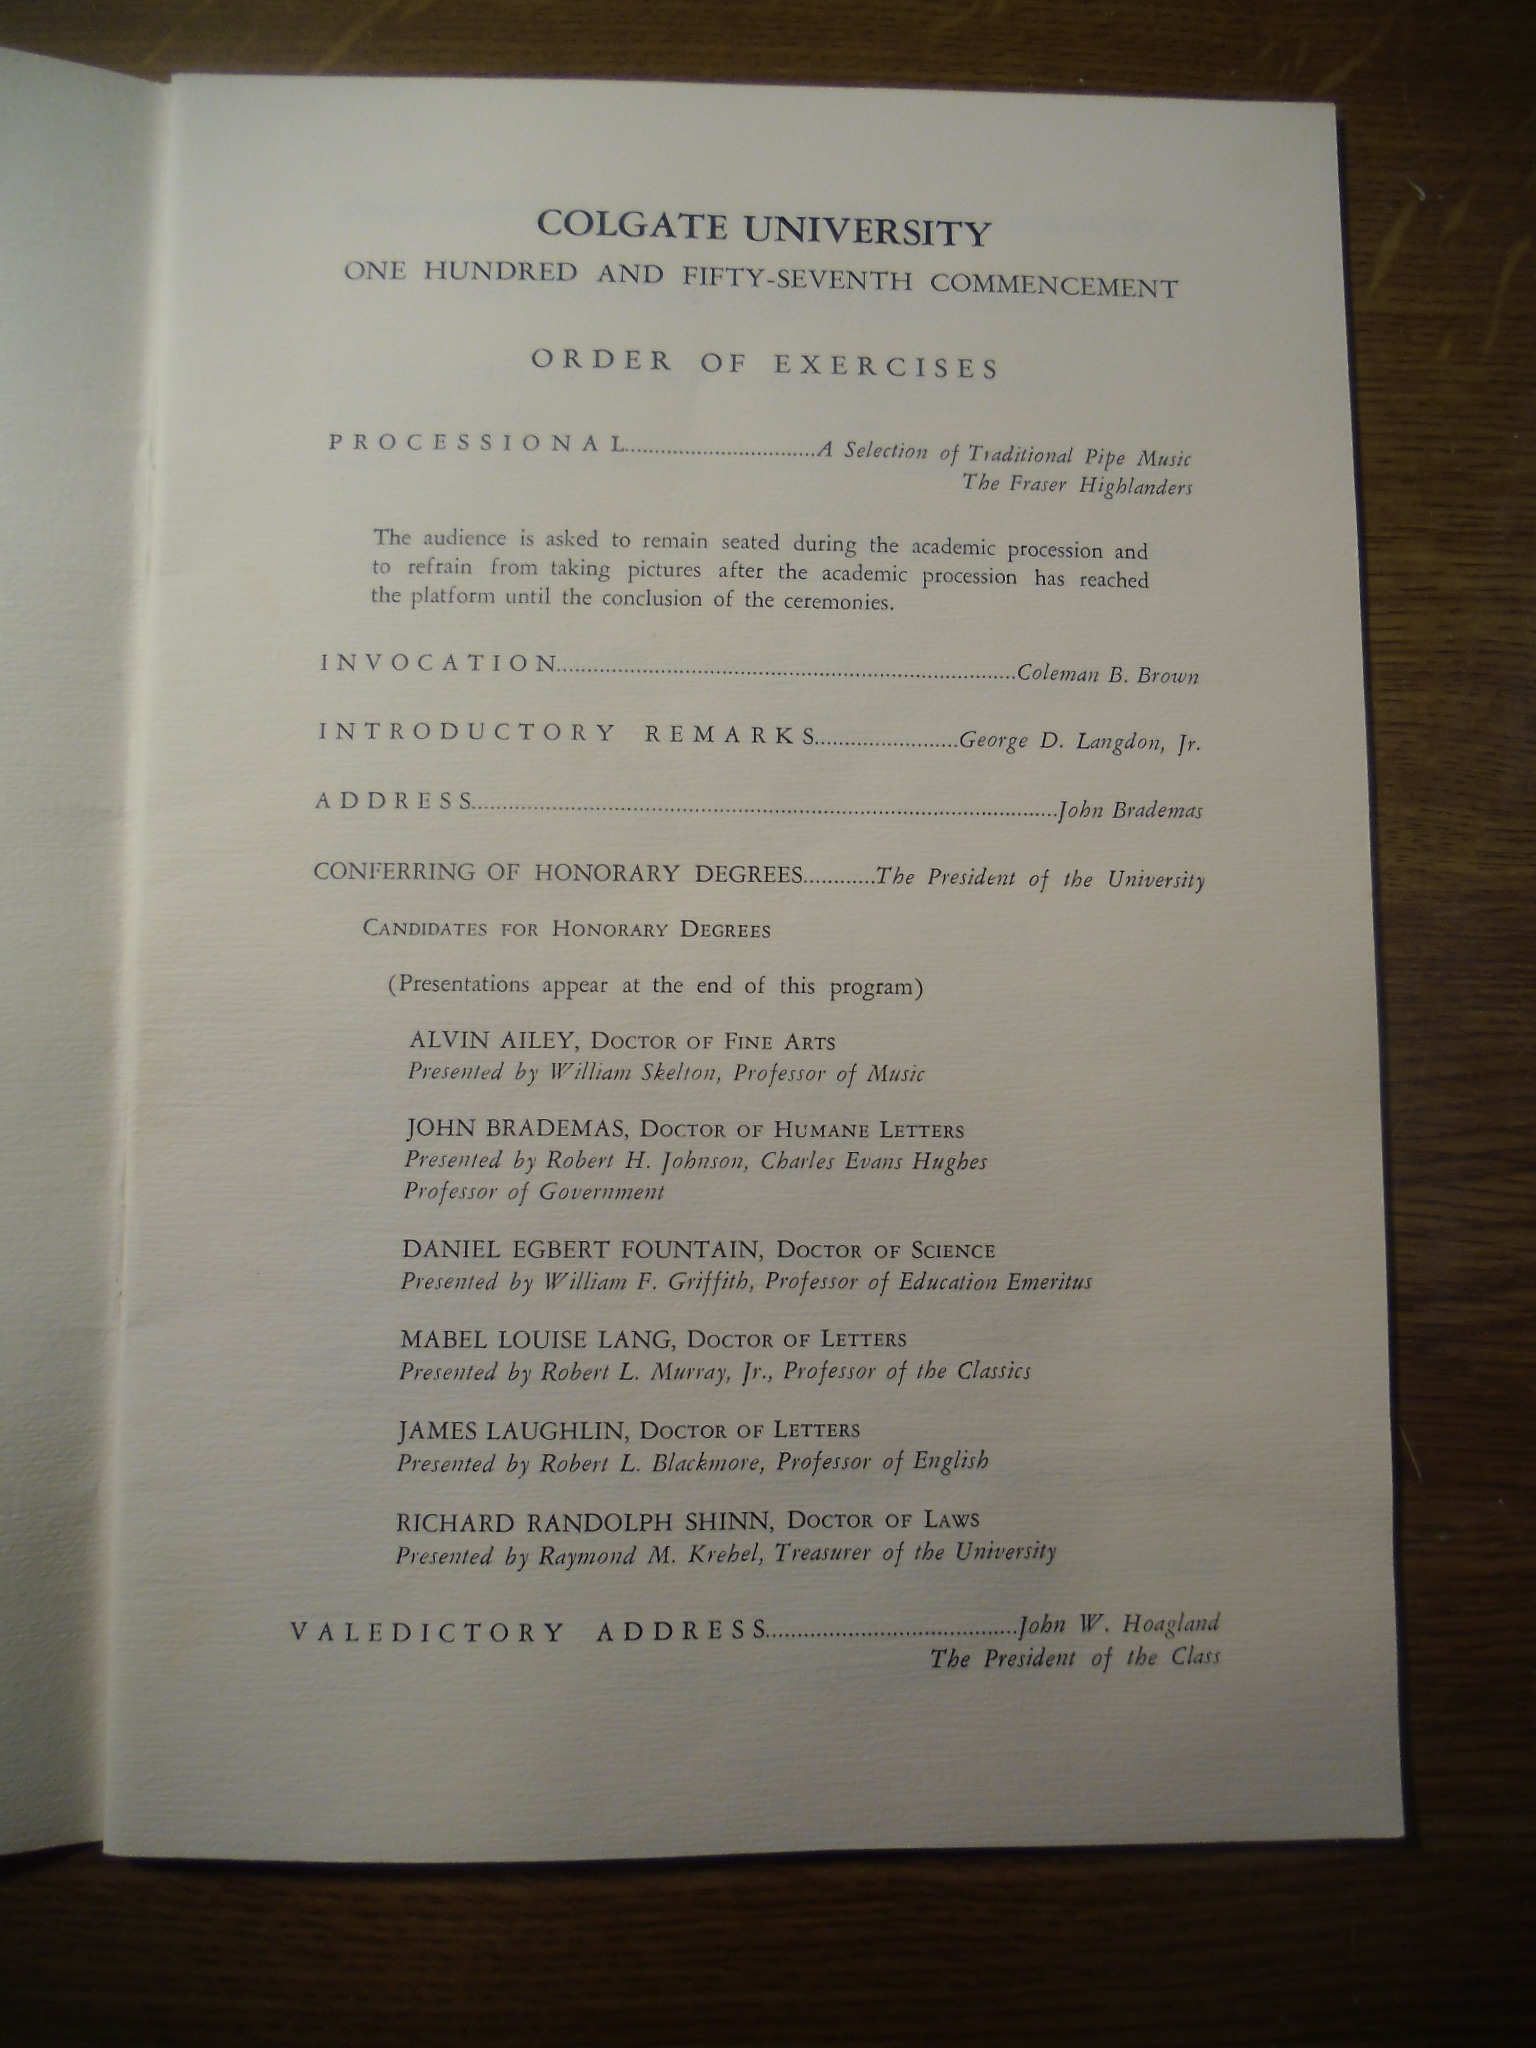 COLGATE UNIVERSITY
ONE HUNDRED AND FIFTY-SEVENTH COMMENCEMENT
ORDER OF EXERCISES
PROCESSIONAL..............................A Selection of Traditional Pipe Music
The Fraser Highlanders
The audience is asked to remain seated during the academic procession and
to refrain from taking pictures after the academic procession has reached
the platform until the conclusion of the ceremonies.
INVOCATION..............................Coleman B. Brown
INTRODUCTORY REMARKS........................George D. Langdon, Jr.
ADDRESS..............................John Brademas
CONFERRING OF HONORARY DEGREES............The President of the University
CANDIDATES FOR HONORARY DEGREES
(Presentations appear at the end of this program)
ALVIN AILEY, DOCTOR OF FINE ARTS
Presented by William Skelton, Professor of Music
JOHN BRADEMAS, DOCTOR OF HUMANE LETTERS
Presented by Robert H. Johnson, Charles Evans Hughes
Professor of Government
DANIEL EGBERT FOUNTAIN, DOCTOR OF SCIENCE
Presented by William F. Griffith, Professor of Education Emeritus
MABEL LOUISE LANG, DOCTOR OF LETTERS
Presented by Robert L. Murray, Jr., Professor of the Classics
JAMES LAUGHLIN, DOCTOR OF LETTERS
Presented by Robert L. Blackmore, Professor of English
RICHARD RANDOLPH SHINN, DOCTOR OF LAWS
Presented by Raymond M. Krehel, Treasurer of the University
VALEDICTORY ADDRESS..............................John W. Hoagland
The President of the Class